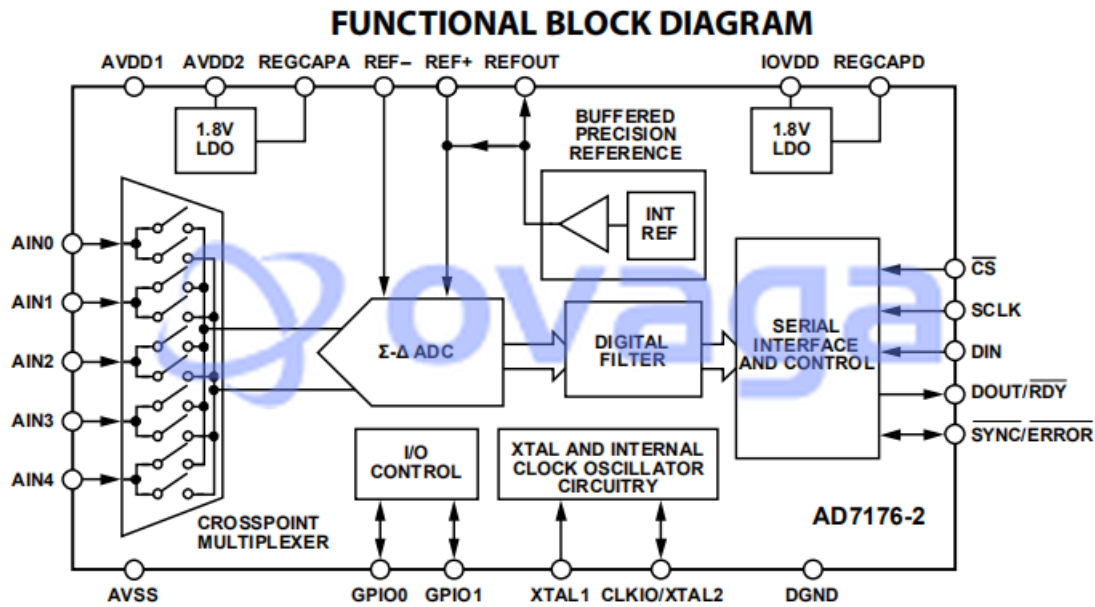 FUNCTIONAL BLOCK DIAGRAM
AVDD1 AVDD2 REGCAPA REF– REF+ REFOUT IOVDD REGCAPD
1.8V
LDO
BUFFERED
PRECISION
REFERENCE
1.8V
LDO
INT
REF
AIN0
AIN1
AIN2
AIN3
AIN4
ovaga
Σ-Δ ADC
DIGITAL
FILTER
SERIAL
INTERFACE
AND CONTROL
CS
SCLK
DIN
DOUT/RDY
SYNC/ERROR
I/O
CONTROL
XTAL AND INTERNAL
CLOCK OSCILLATOR
CIRCUITRY
CROSSPOINT
MULTIPLEXER
AD7176-2
AVSS GPIO0 GPIO1 XTAL1 CLKIO/XTAL2 DGND